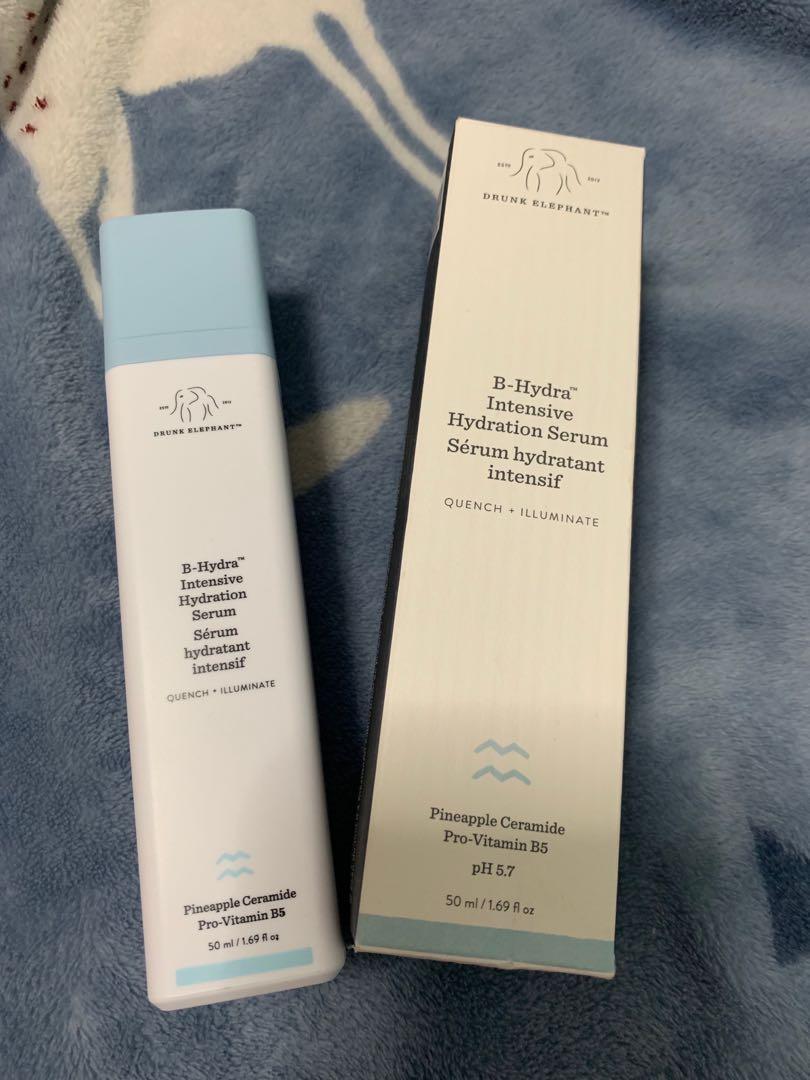 ESTD 2012
DRUNK ELEPHANT™
B-Hydra™
Intensive
Hydration
Serum
Sérum
hydratant
intensif
QUENCH + ILLUMINATE
Pineapple Ceramide
Pro-Vitamin B5
50 ml / 1.69 fl oz
ESTD 2012
DRUNK ELEPHANT™
B-Hydra™
Intensive
Hydration Serum
Sérum hydratant
intensif
QUENCH + ILLUMINATE
Pineapple Ceramide
Pro-Vitamin B5
pH 5.7
50 ml / 1.69 fl oz